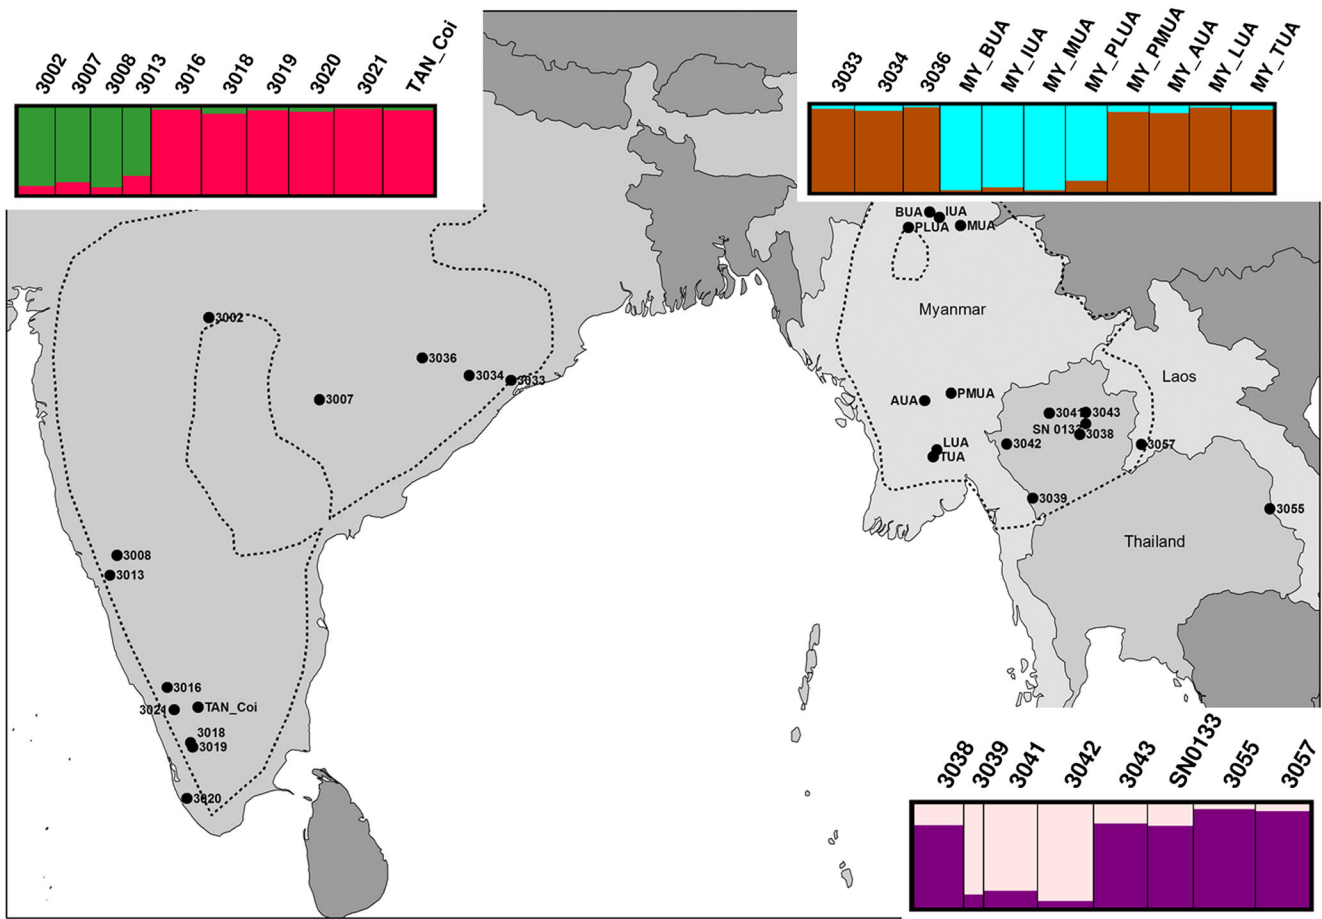 3002 3007 3008 3013 3016 3018 3019 3020 3021 TAN_Coi
3033 3034 3036 MY_BUA MY_IUA MY_MUA MY_PLUA MY_PMUA MY_AUA MY_LUA MY_TUA
BUA IUA
PLUA MUA
Myanmar
3002
3036
3034 3033
Laos
3007
AUA PMUA
3041 3043
SN 0133
3038
LUA 3042 3057
TUA
3039
3055
Thailand
3008
3013
3016
3021 TAN_Coi
3018
3019
3020
3038 3039 3041 3042 3043 SN0133 3055 3057